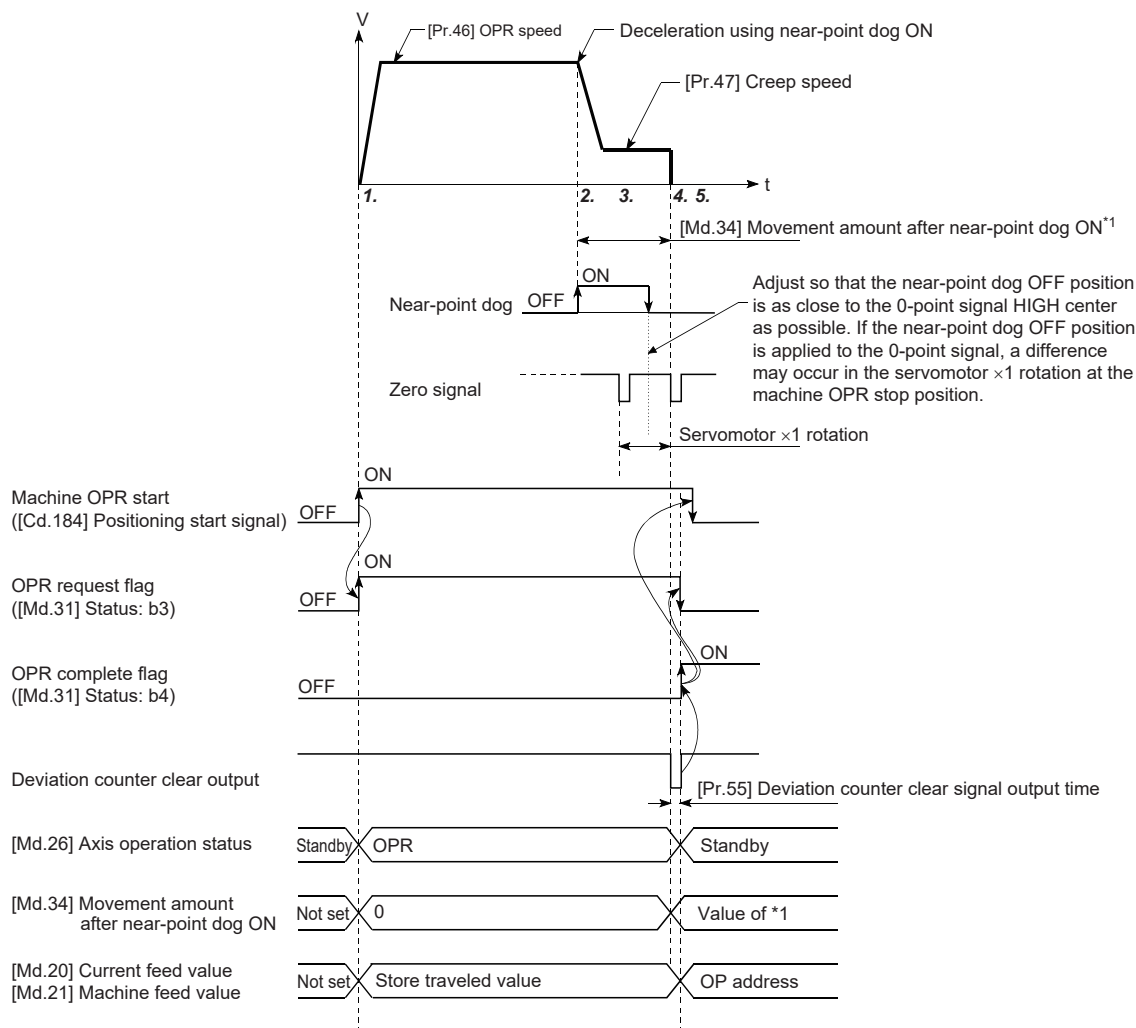 V
[Pr.46] OPR speed
Deceleration using near-point dog ON
[Pr.47] Creep speed
t
1.
2.
3.
4.
5.
[Md.34] Movement amount after near-point dog ON*1
ON
Near-point dog
OFF
Adjust so that the near-point dog OFF position
is as close to the 0-point signal HIGH center
as possible. If the near-point dog OFF position
is applied to the 0-point signal, a difference
may occur in the servomotor ×1 rotation at the
machine OPR stop position.
Zero signal
Servomotor ×1 rotation
ON
Machine OPR start
([Cd.184] Positioning start signal)
OFF
ON
OPR request flag
([Md.31] Status: b3)
OFF
ON
OPR complete flag
([Md.31] Status: b4)
OFF
Deviation counter clear output
[Pr.55] Deviation counter clear signal output time
[Md.26] Axis operation status
Standby
OPR
Standby
[Md.34] Movement amount
after near-point dog ON
Not set
0
Value of *1
[Md.20] Current feed value
[Md.21] Machine feed value
Not set
Store traveled value
OP address